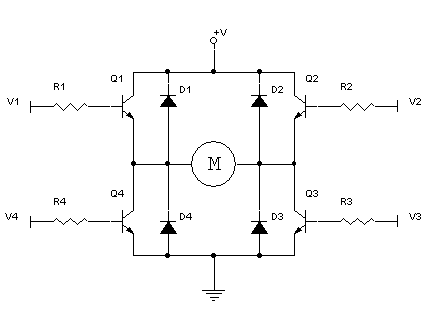 +V
Q1 Q2
R1 D1 D2 R2
V1 V2
M
Q4 Q3
R4 R3
V4 D4 D3 V3